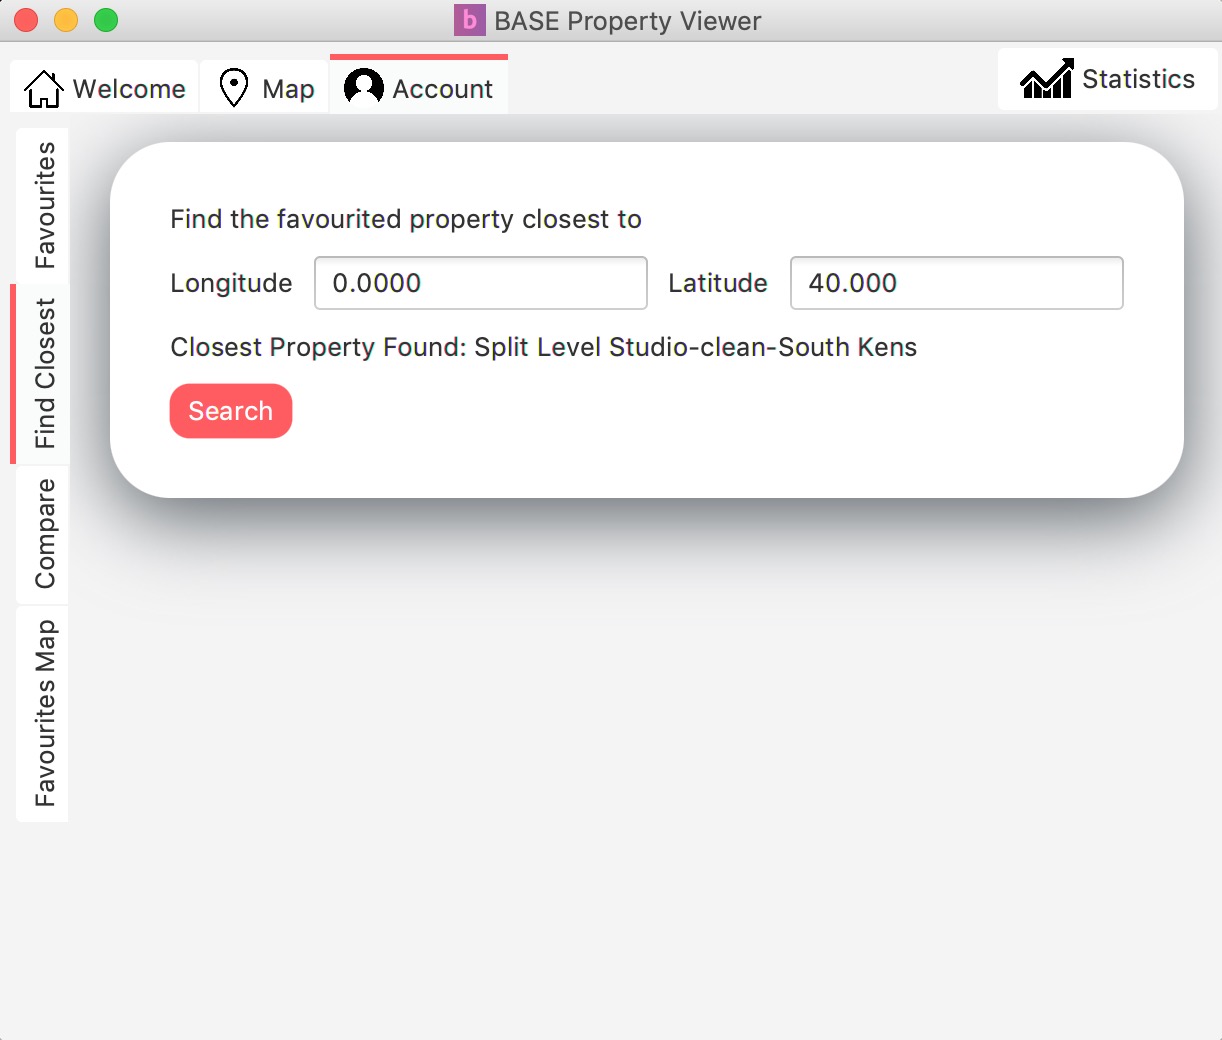 b BASE Property Viewer
Welcome
Map
Account
Statistics
Favourites
Find Closest
Compare
Favourites Map
Find the favourited property closest to
Longitude 0.0000 Latitude 40.000
Closest Property Found: Split Level Studio-clean-South Kens
Search